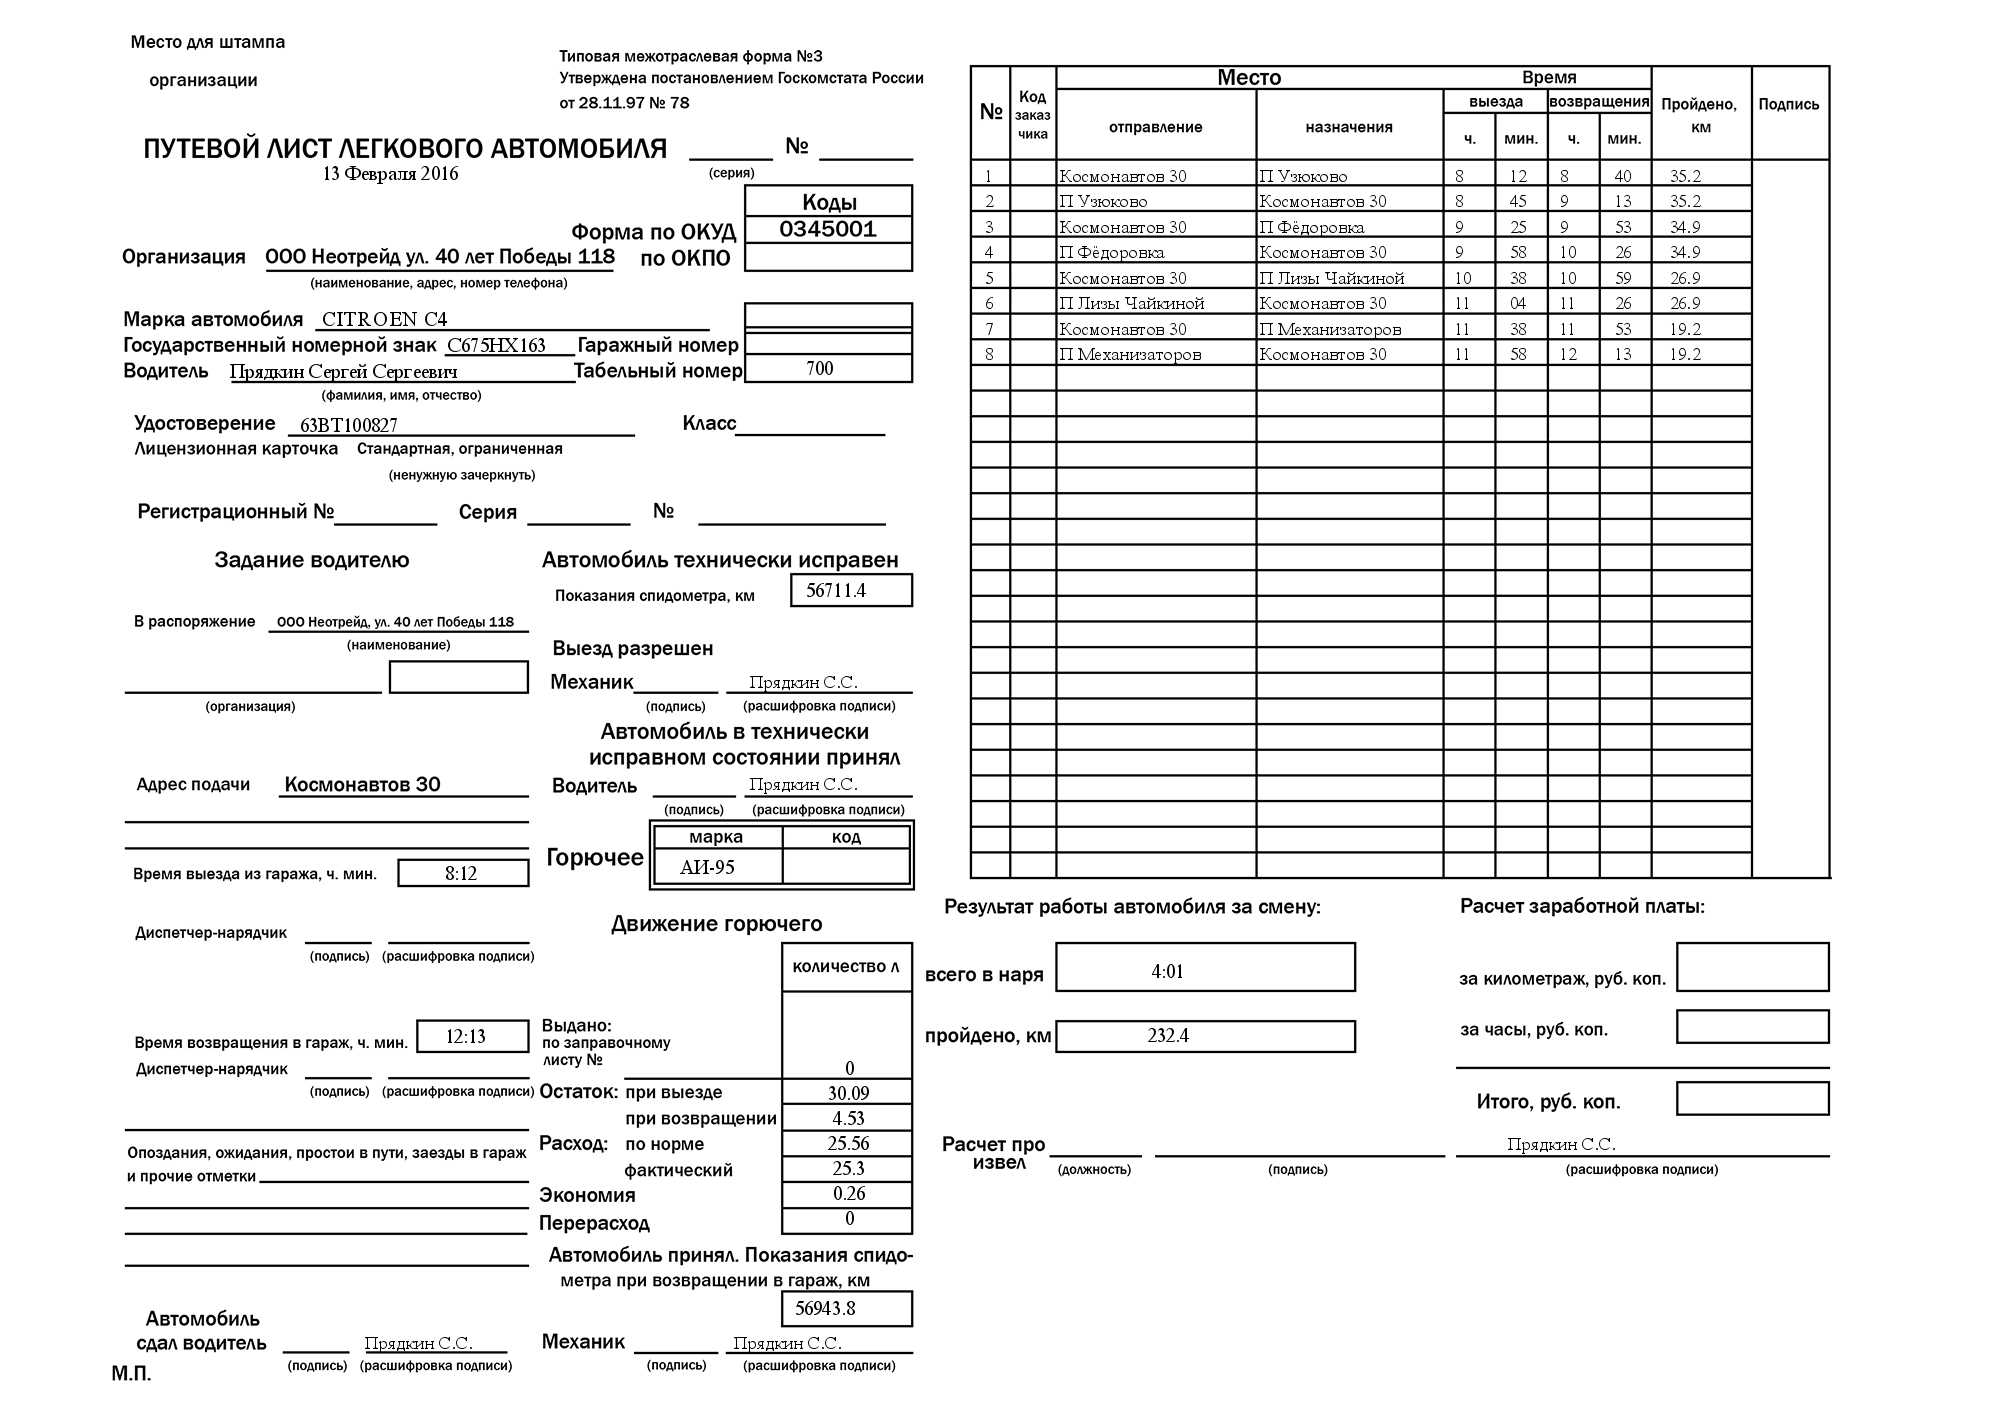 Место для штампа
организации
Типовая межотраслевая форма №3
Утверждена постановлением Госкомстата России
от 28.11.97 № 78
ПУТЕВОЙ ЛИСТ ЛЕГКОВОГО АВТОМОБИЛЯ №
13 Февраля 2016
(серия)
Коды
Форма по ОКУД 0345001
Организация ООО Неотрейд ул. 40 лет Победы 118 по ОКПО
(наименование, адрес, номер телефона)
Марка автомобиля CITROEN C4
Государственный номерной знак С675НХ163 Гаражный номер
Водитель Прядкин Сергей Сергеевич Табельный номер 700
(фамилия, имя, отчество)
Удостоверение 63ВТ100827 Класс
Лицензионная карточка Стандартная, ограниченная
(ненужную зачеркнуть)
Регистрационный № Серия №
Задание водителю
В распоряжение ООО Неотрейд, ул. 40 лет Победы 118
(наименование)
(организация)
Адрес подачи Космонавтов 30
Время выезда из гаража, ч. мин. 8:12
Диспетчер-нарядчик
(подпись) (расшифровка подписи)
Время возвращения в гараж, ч. мин. 12:13
Диспетчер-нарядчик
(подпись) (расшифровка подписи)
Опоздания, ожидания, простои в пути, заезды в гараж
и прочие отметки
Автомобиль
сдал водитель Прядкин С.С.
(подпись) (расшифровка подписи)
М.П.
Автомобиль технически исправен
Показания спидометра, км 56711.4
Выезд разрешен
Механик Прядкин С.С.
(подпись) (расшифровка подписи)
Автомобиль в технически
исправном состоянии принял
Водитель Прядкин С.С.
(подпись) (расшифровка подписи)
марка код
Горючее АИ-95
Движение горючего
количество л
Выдано:
по заправочному
листу № 0
Остаток: при выезде 30.09
при возвращении 4.53
Расход: по норме 25.56
фактический 25.3
Экономия 0.26
Перерасход 0
Автомобиль принял. Показания спидо-
метра при возвращении в гараж, км
56943.8
Механик Прядкин С.С.
(подпись) (расшифровка подписи)
№ Код заказ чика Место Время Пройдено, км Подпись
отправление назначения выезда возвращения
ч. мин. ч. мин.
1 Космонавтов 30 П Узюково 8 12 8 40 35.2
2 П Узюково Космонавтов 30 8 45 9 13 35.2
3 Космонавтов 30 П Фёдоровка 9 25 9 53 34.9
4 П Фёдоровка Космонавтов 30 9 58 10 26 34.9
5 Космонавтов 30 П Лизы Чайкиной 10 38 10 59 26.9
6 П Лизы Чайкиной Космонавтов 30 11 04 11 26 26.9
7 Космонавтов 30 П Механизаторов 11 38 11 53 19.2
8 П Механизаторов Космонавтов 30 11 58 12 13 19.2
Результат работы автомобиля за смену: Расчет заработной платы:
всего в наря 4:01 за километраж, руб. коп.
пройдено, км 232.4 за часы, руб. коп.
Итого, руб. коп.
Расчет про
извел Прядкин С.С.
(должность) (подпись) (расшифровка подписи)